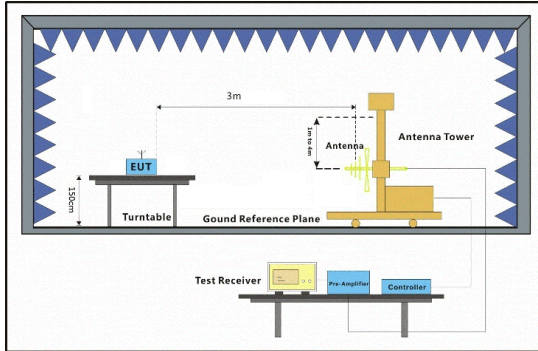 3m
1m to 4m
Antenna
Antenna Tower
EUT
150cm
Turntable
Gound Reference Plane
Test Receiver
Pre-Amplifier
Controller